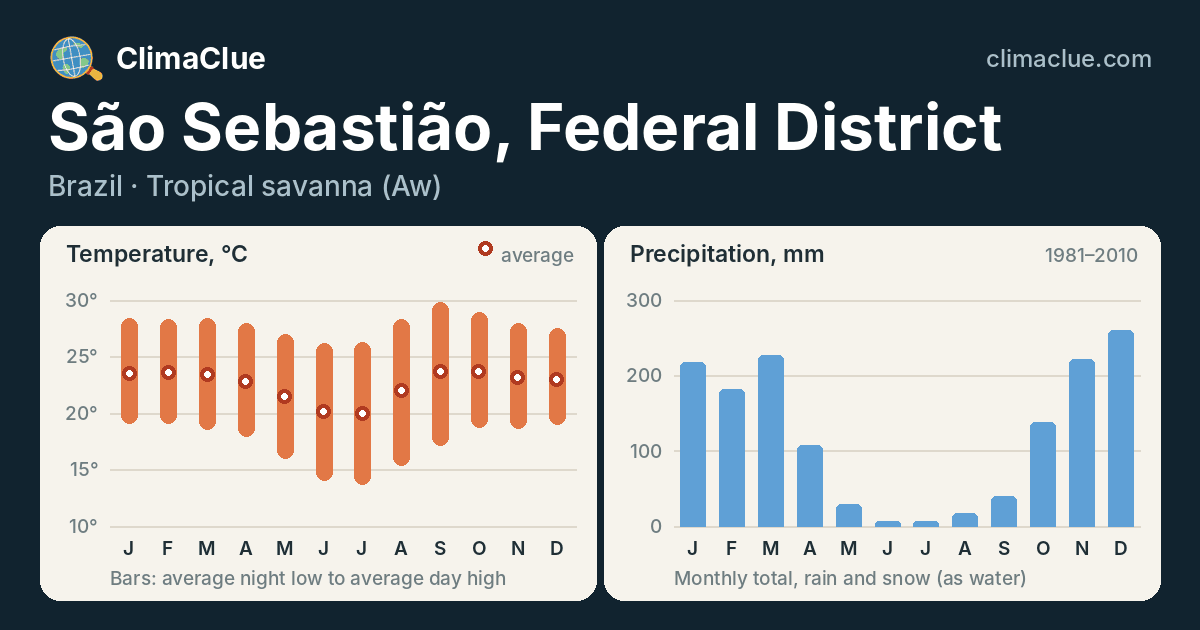 ClimaClue
climaclue.com
São Sebastião, Federal District
Brazil · Tropical savanna (Aw)
Temperature, °C
average
30°
25°
20°
15°
10°
J F M A M J J A S O N D
Bars: average night low to average day high
Precipitation, mm
1981–2010
300
200
100
0
J F M A M J J A S O N D
Monthly total, rain and snow (as water)